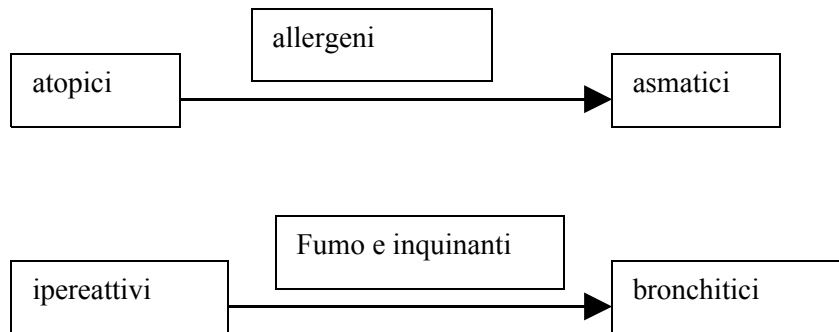 allergeni
atopici
asmatici
Fumo e inquinanti
ipereattivi
bronchitici